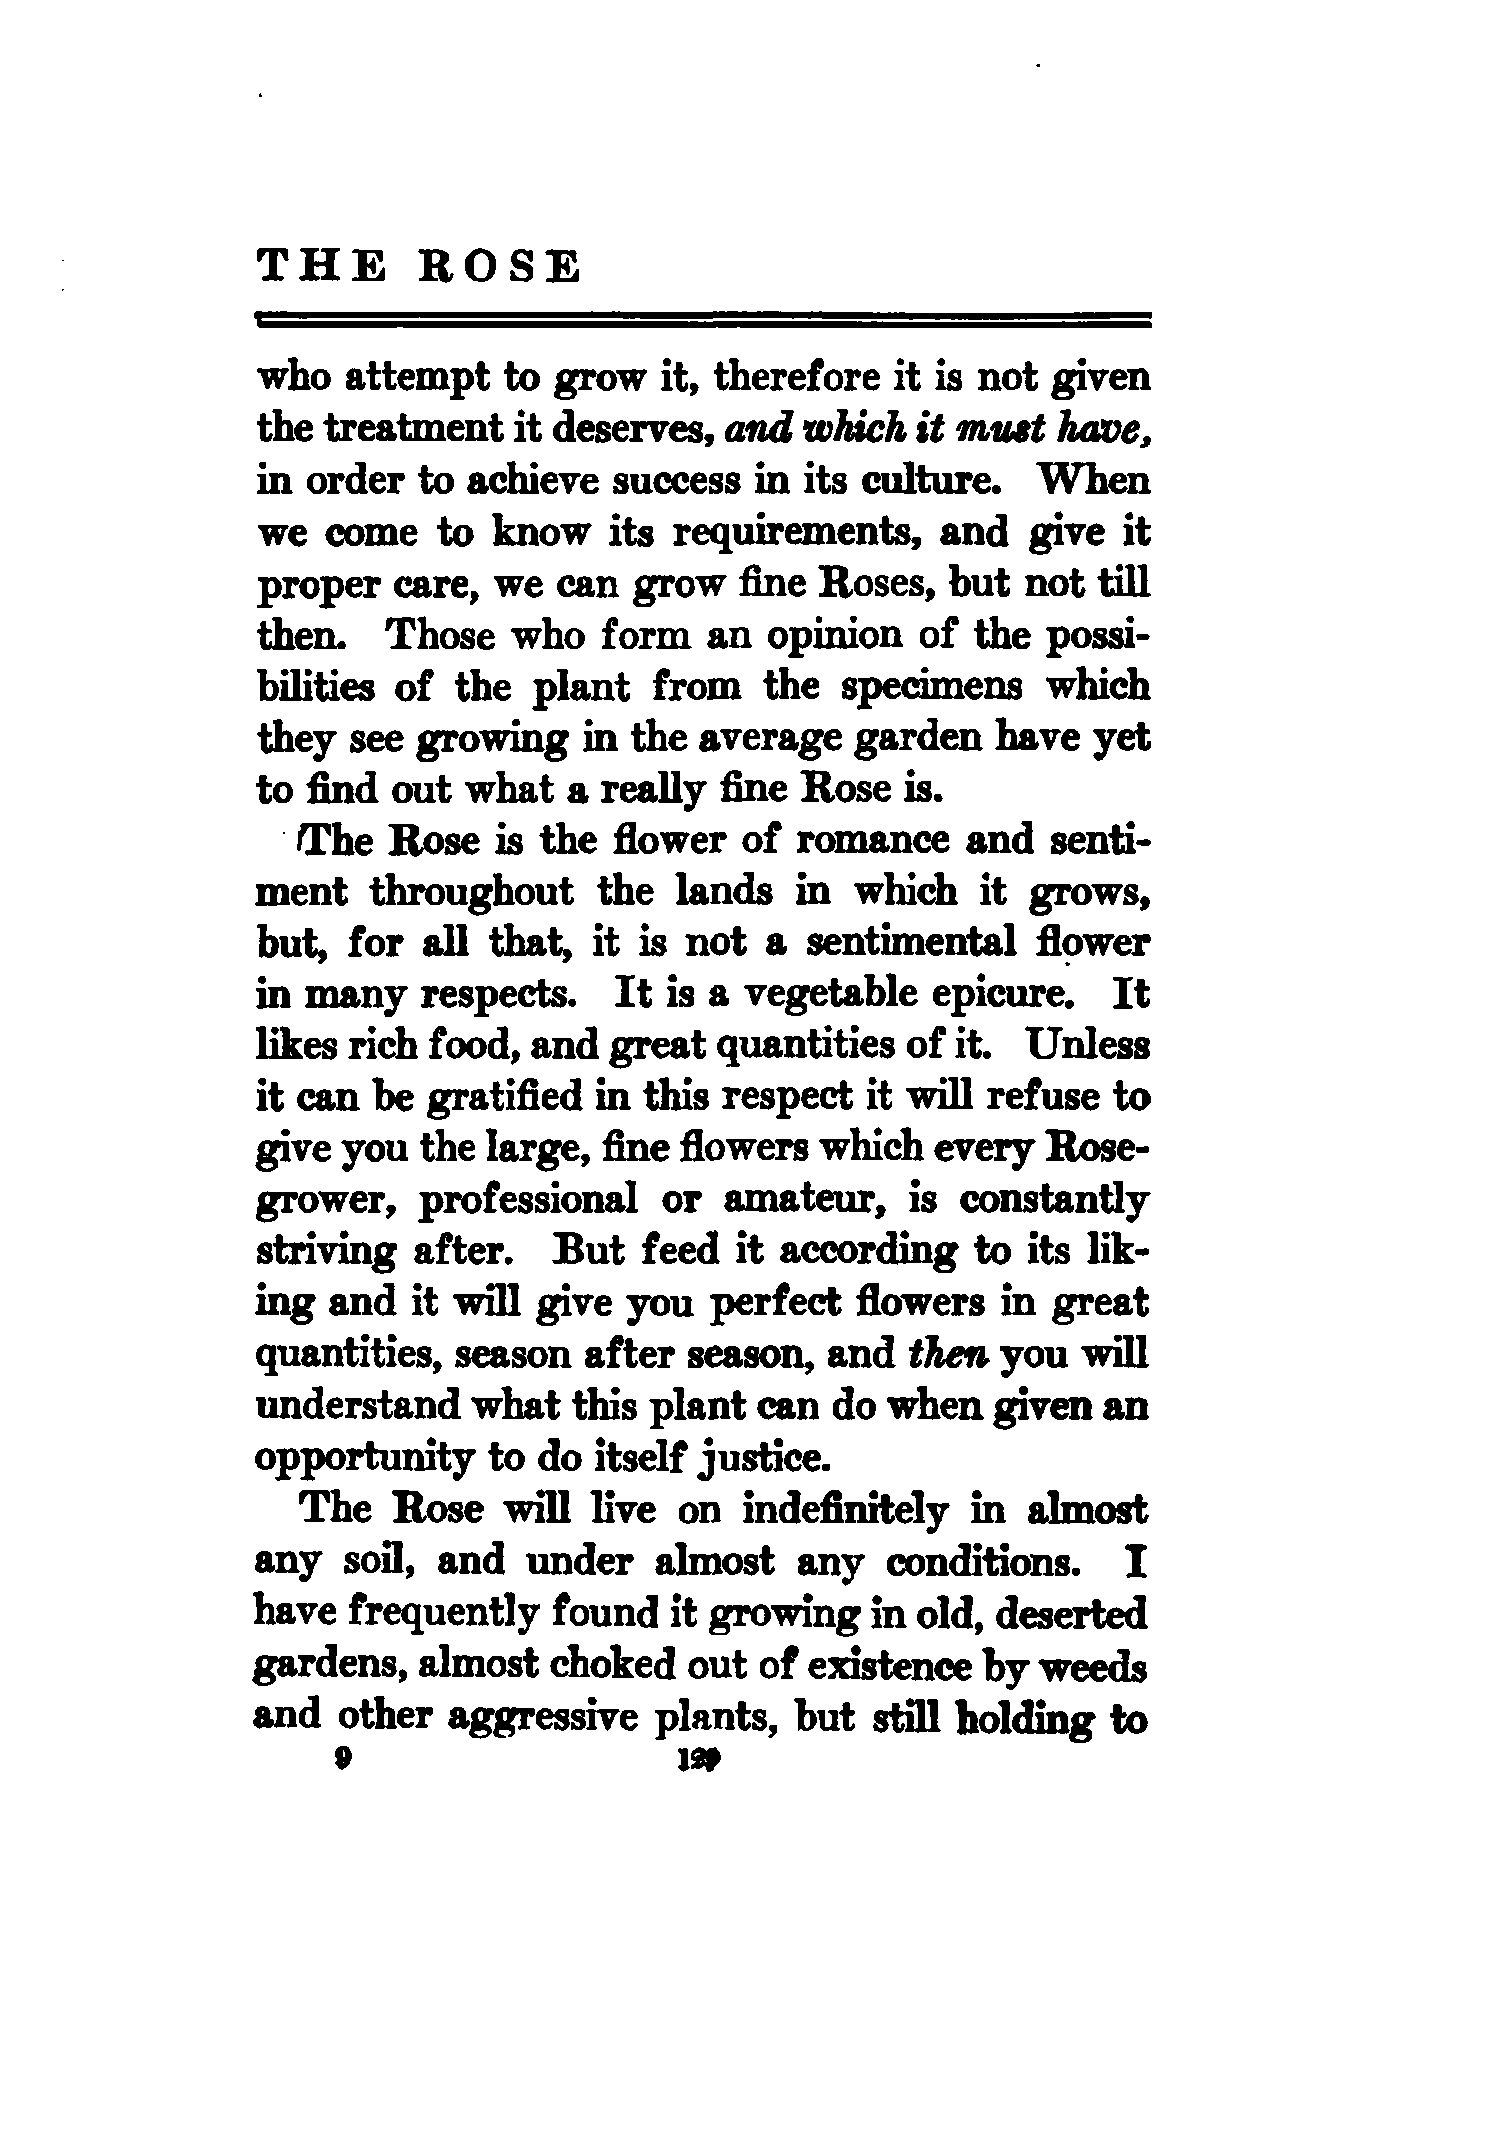 THE ROSE
who attempt to grow it, therefore it is not given
the treatment it deserves, and which it must have,
in order to achieve success in its culture. When
we come to know its requirements, and give it
proper care, we can grow fine Roses, but not till
then. Those who form an opinion of the possi-
bilities of the plant from the specimens which
they see growing in the average garden have yet
to find out what a really fine Rose is.
The Rose is the flower of romance and senti-
ment throughout the lands in which it grows,
but, for all that, it is not a sentimental flower
in many respects. It is a vegetable epicure. It
likes rich food, and great quantities of it. Unless
it can be gratified in this respect it will refuse to
give you the large, fine flowers which every Rose-
grower, professional or amateur, is constantly
striving after. But feed it according to its lik-
ing and it will give you perfect flowers in great
quantities, season after season, and then you will
understand what this plant can do when given an
opportunity to do itself justice.
The Rose will live on indefinitely in almost
any soil, and under almost any conditions. I
have frequently found it growing in old, deserted
gardens, almost choked out of existence by weeds
and other aggressive plants, but still holding to
9 129